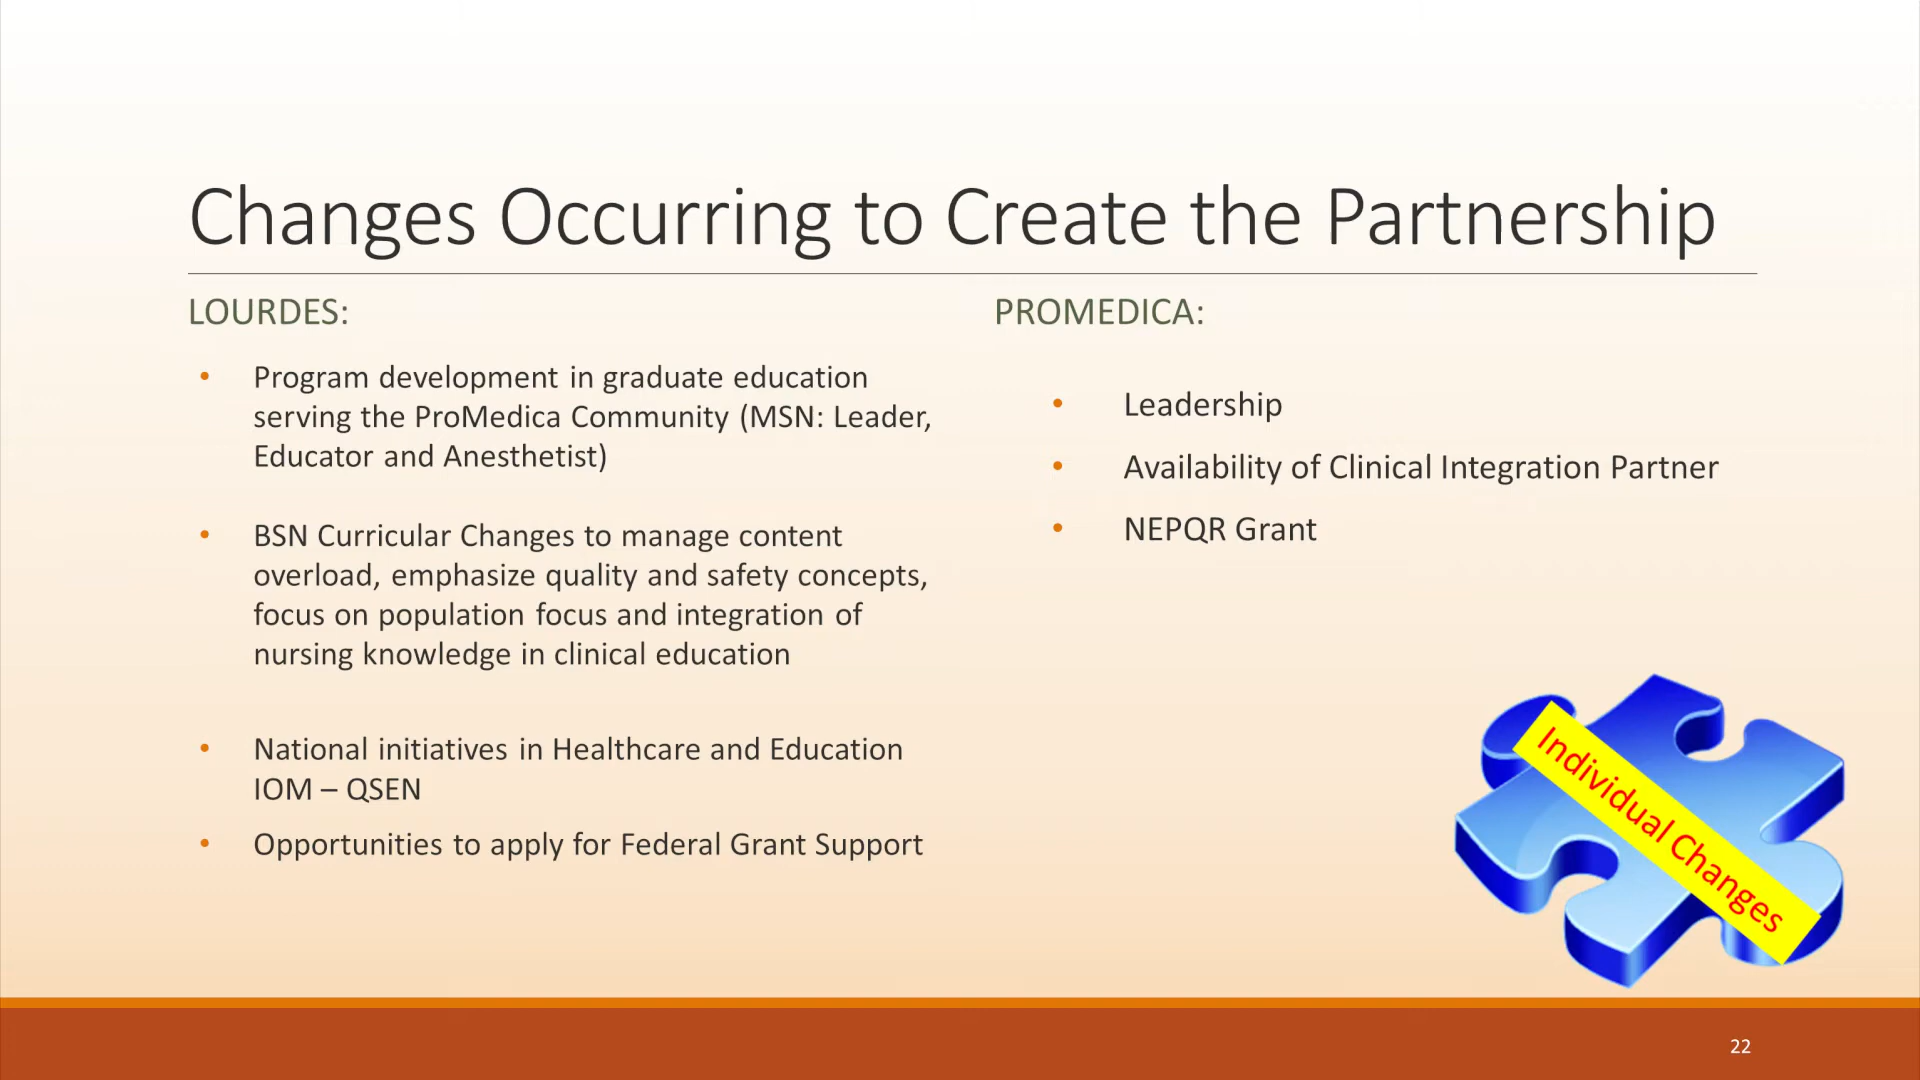 Changes Occurring to Create the Partnership
LOURDES:
• Program development in graduate education
serving the ProMedica Community (MSN: Leader,
Educator and Anesthetist)
• BSN Curricular Changes to manage content
overload, emphasize quality and safety concepts,
focus on population focus and integration of
nursing knowledge in clinical education
• National initiatives in Healthcare and Education
IOM – QSEN
• Opportunities to apply for Federal Grant Support
PROMEDICA:
• Leadership
• Availability of Clinical Integration Partner
• NEPQR Grant
Individual Changes
22